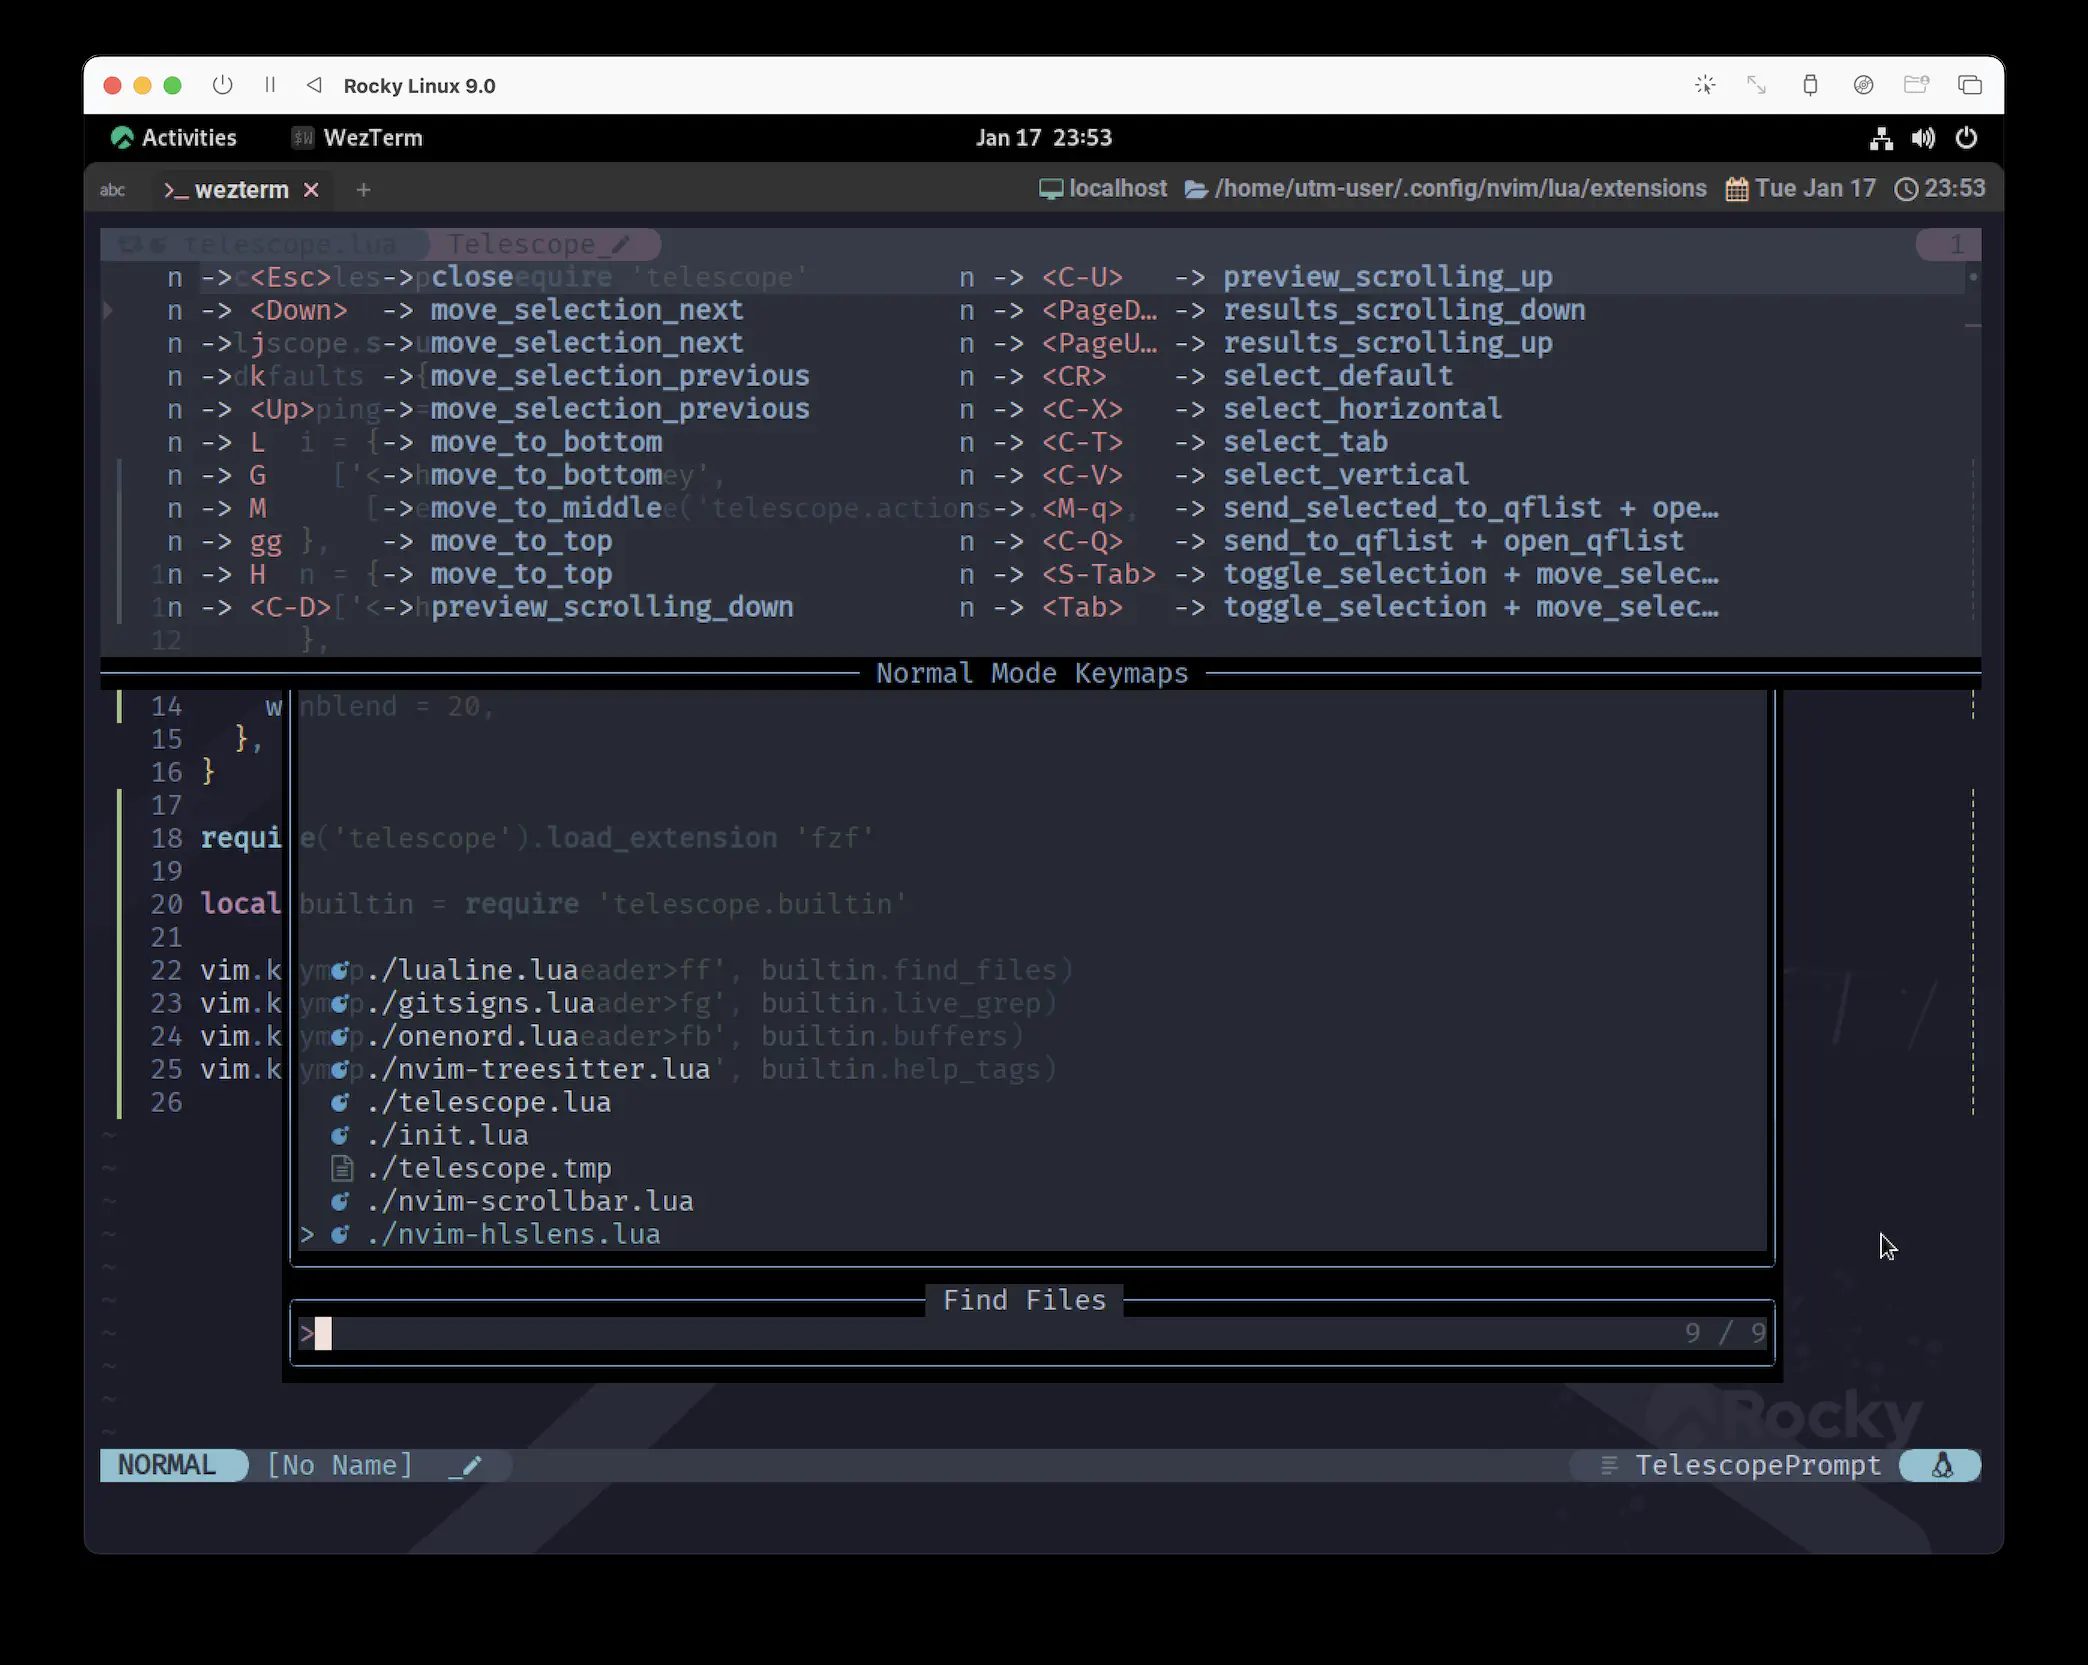 Rocky Linux 9.0
Activities WezTerm Jan 17 23:53
abc >_ wezterm × + localhost /home/utm-user/.config/nvim/lua/extensions Tue Jan 17 23:53
telescope.lua Telescope_ 1
n -> <Esc> -> close n -> <C-U> -> preview_scrolling_up
n -> <Down> -> move_selection_next n -> <PageD… -> results_scrolling_down
n -> j -> move_selection_next n -> <PageU… -> results_scrolling_up
n -> k -> move_selection_previous n -> <CR> -> select_default
n -> <Up> -> move_selection_previous n -> <C-X> -> select_horizontal
n -> L -> move_to_bottom n -> <C-T> -> select_tab
n -> G -> move_to_bottom n -> <C-V> -> select_vertical
n -> M -> move_to_middle n -> <M-q> -> send_selected_to_qflist + ope…
n -> gg -> move_to_top n -> <C-Q> -> send_to_qflist + open_qflist
n -> H -> move_to_top n -> <S-Tab> -> toggle_selection + move_selec…
n -> <C-D> -> preview_scrolling_down n -> <Tab> -> toggle_selection + move_selec…
12 },
Normal Mode Keymaps
14 winblend = 20,
15 },
16 }
17
18 require('telescope').load_extension 'fzf'
19
20 local builtin = require 'telescope.builtin'
21
22 vim.k ./lualine.lua eader>ff', builtin.find_files)
23 vim.k ./gitsigns.lua ader>fg', builtin.live_grep)
24 vim.k ./onenord.lua eader>fb', builtin.buffers)
25 vim.k ./nvim-treesitter.lua ', builtin.help_tags)
26 ./telescope.lua
./init.lua
./telescope.tmp
./nvim-scrollbar.lua
> ./nvim-hlslens.lua
Find Files
> 9 / 9
Rocky
NORMAL [No Name] _ TelescopePrompt